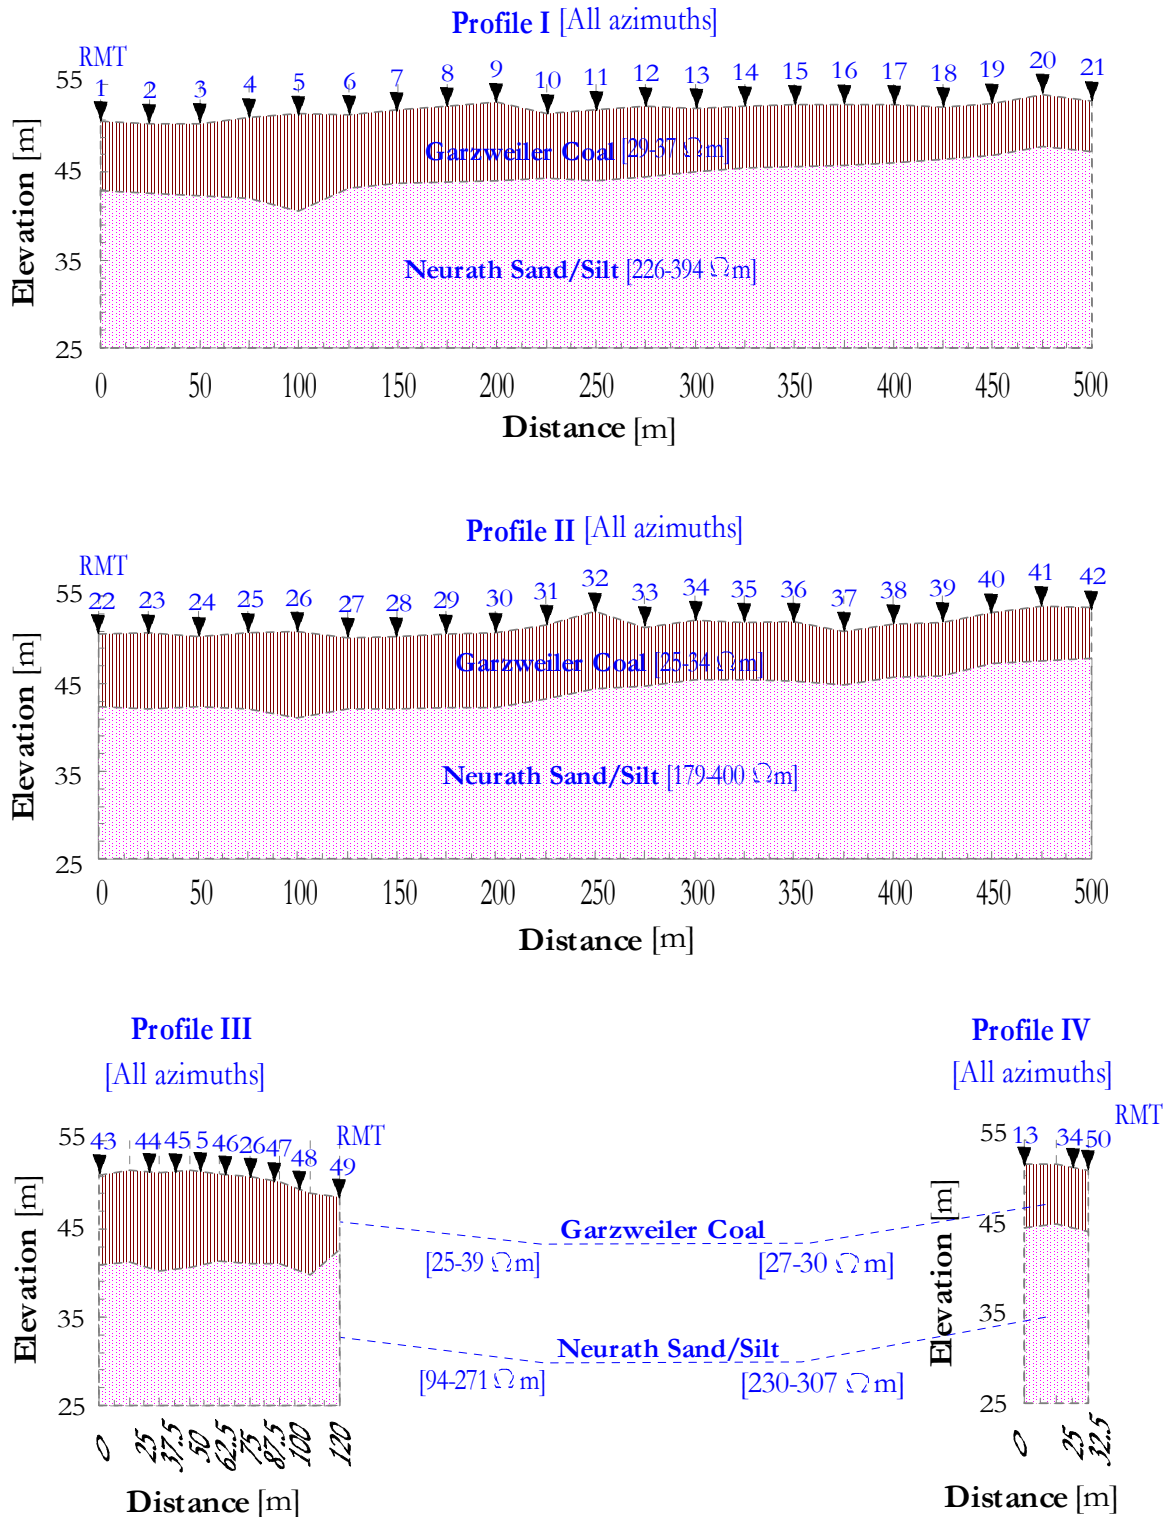 Profile I [All azimuths]
RMT
1 2 3 4 5 6 7 8 9 10 11 12 13 14 15 16 17 18 19 20 21
55
45
35
25
Elevation [m]
Garzweiler Coal [29-37 Ωm]
Neurath Sand/Silt [226-394 Ωm]
0 50 100 150 200 250 300 350 400 450 500
Distance [m]
Profile II [All azimuths]
RMT
22 23 24 25 26 27 28 29 30 31 32 33 34 35 36 37 38 39 40 41 42
55
45
35
25
Elevation [m]
Garzweiler Coal [25-34 Ωm]
Neurath Sand/Silt [179-400 Ωm]
0 50 100 150 200 250 300 350 400 450 500
Distance [m]
Profile III
[All azimuths]
RMT
43 44 45 5 46 26 47 48 49
55
45
35
25
Elevation [m]
0 25 37.5 50 62.5 75 87.5 100 120
Distance [m]
Garzweiler Coal
[25-39 Ωm] [27-30 Ωm]
Neurath Sand/Silt
[94-271 Ωm] [230-307 Ωm]
Profile IV
[All azimuths]
RMT
13 34 50
55
45
35
25
Elevation [m]
0 25 32.5
Distance [m]